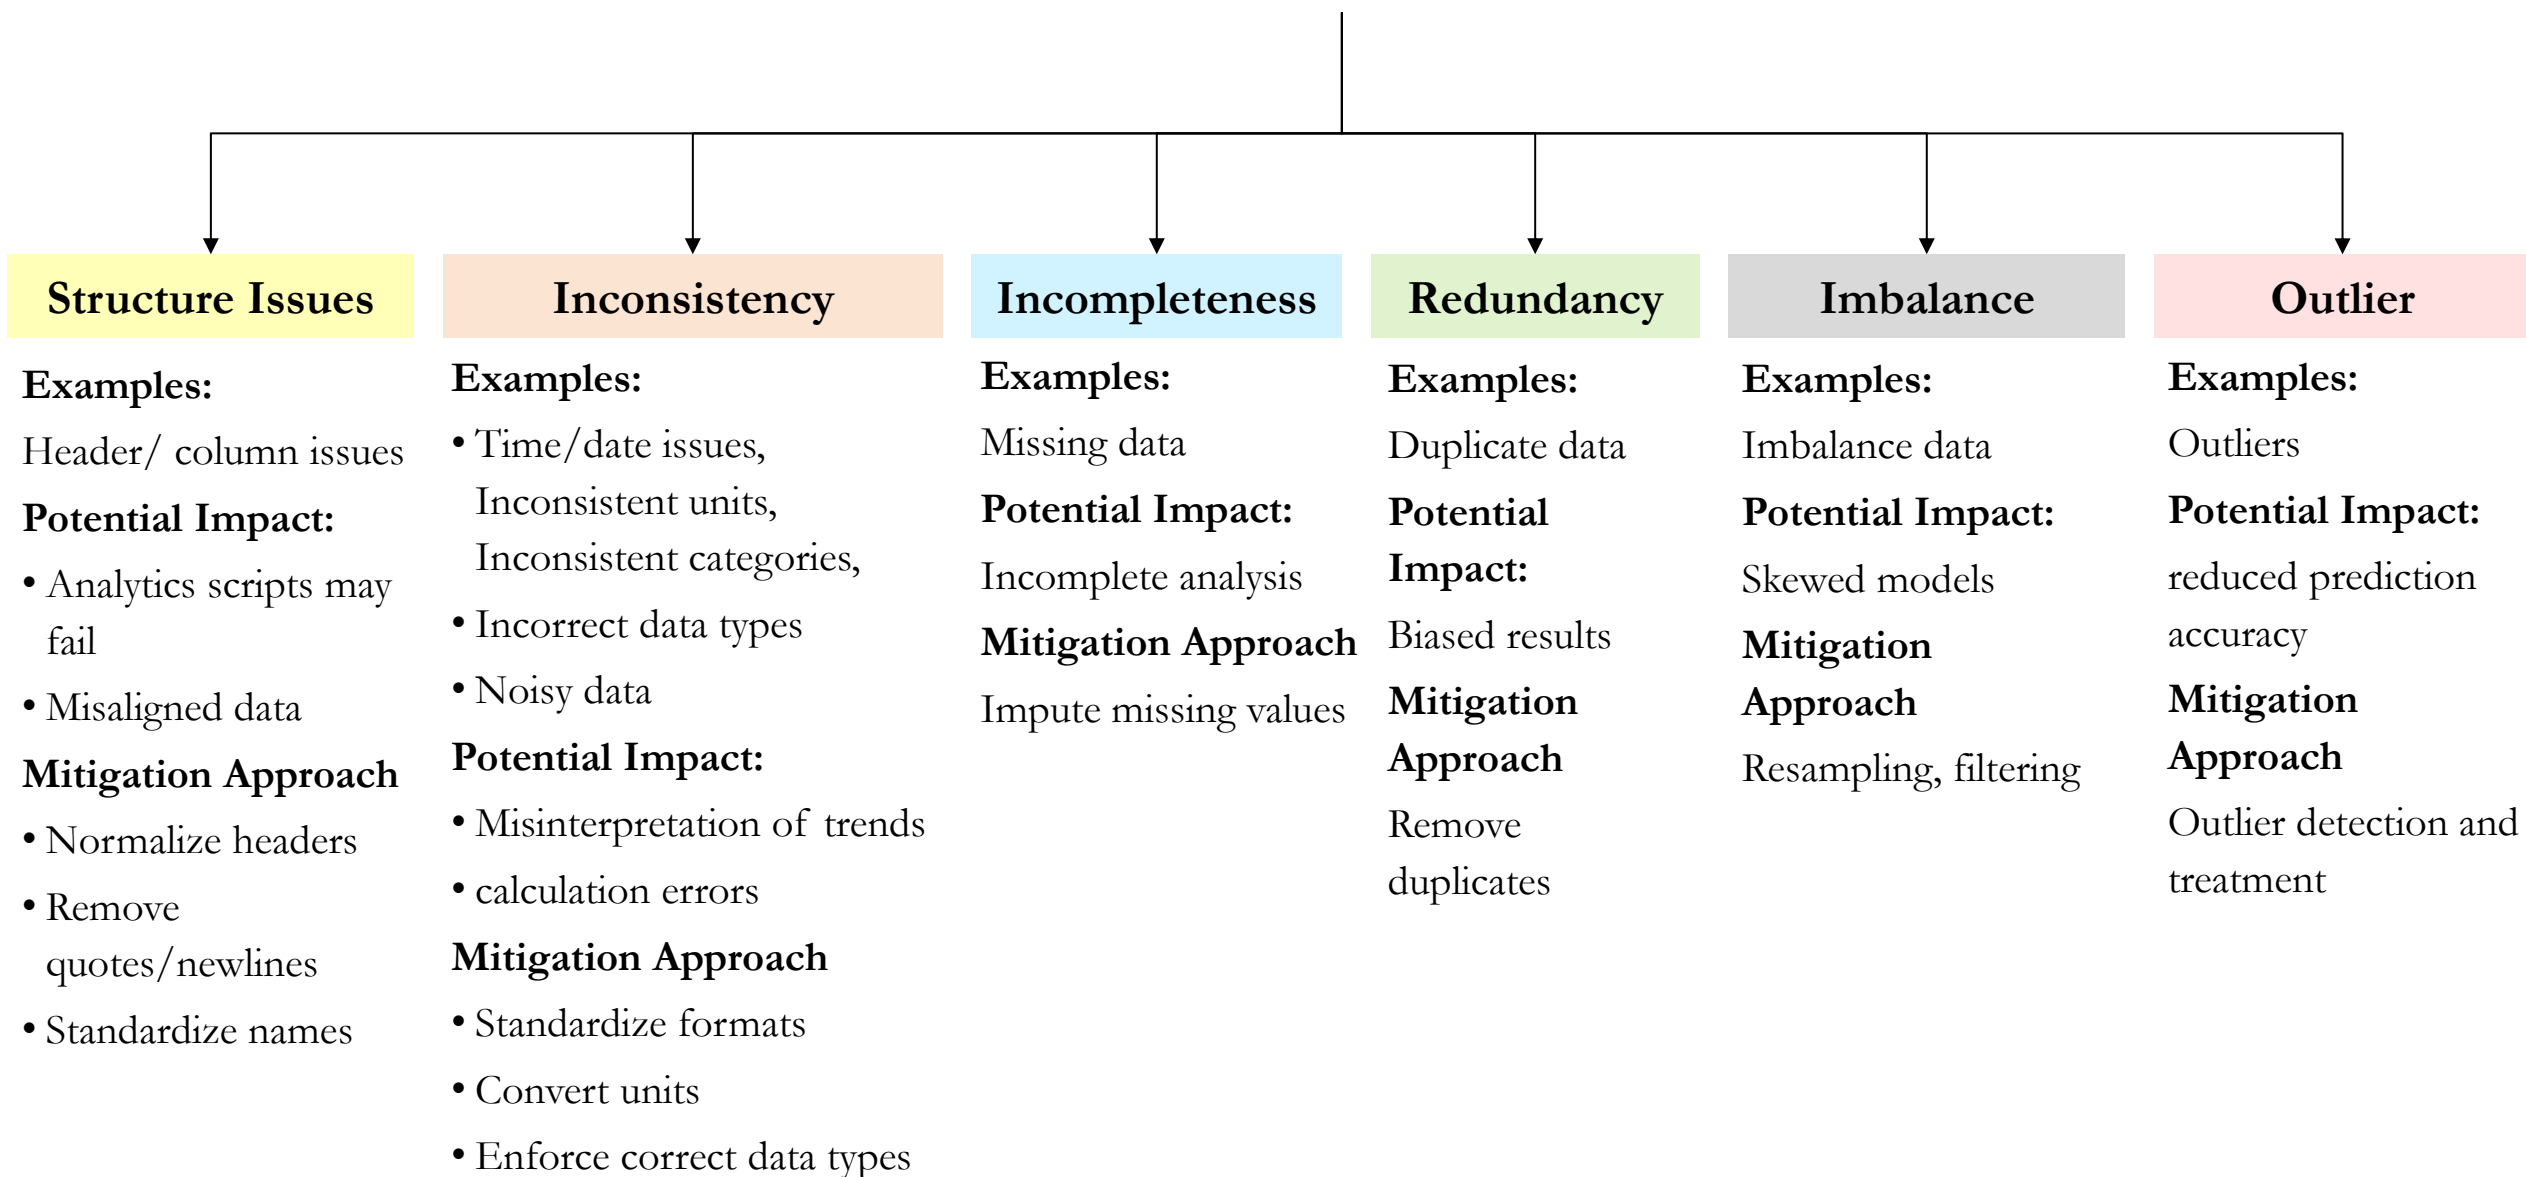 Structure Issues
Examples:
Header/ column issues
Potential Impact:
• Analytics scripts may
fail
• Misaligned data
Mitigation Approach
• Normalize headers
• Remove
quotes/newlines
• Standardize names
Inconsistency
Examples:
• Time/date issues,
Inconsistent units,
Inconsistent categories,
• Incorrect data types
• Noisy data
Potential Impact:
• Misinterpretation of trends
• calculation errors
Mitigation Approach
• Standardize formats
• Convert units
• Enforce correct data types
Incompleteness
Examples:
Missing data
Potential Impact:
Incomplete analysis
Mitigation Approach
Impute missing values
Redundancy
Examples:
Duplicate data
Potential
Impact:
Biased results
Mitigation
Approach
Remove
duplicates
Imbalance
Examples:
Imbalance data
Potential Impact:
Skewed models
Mitigation
Approach
Resampling, filtering
Outlier
Examples:
Outliers
Potential Impact:
reduced prediction
accuracy
Mitigation
Approach
Outlier detection and
treatment